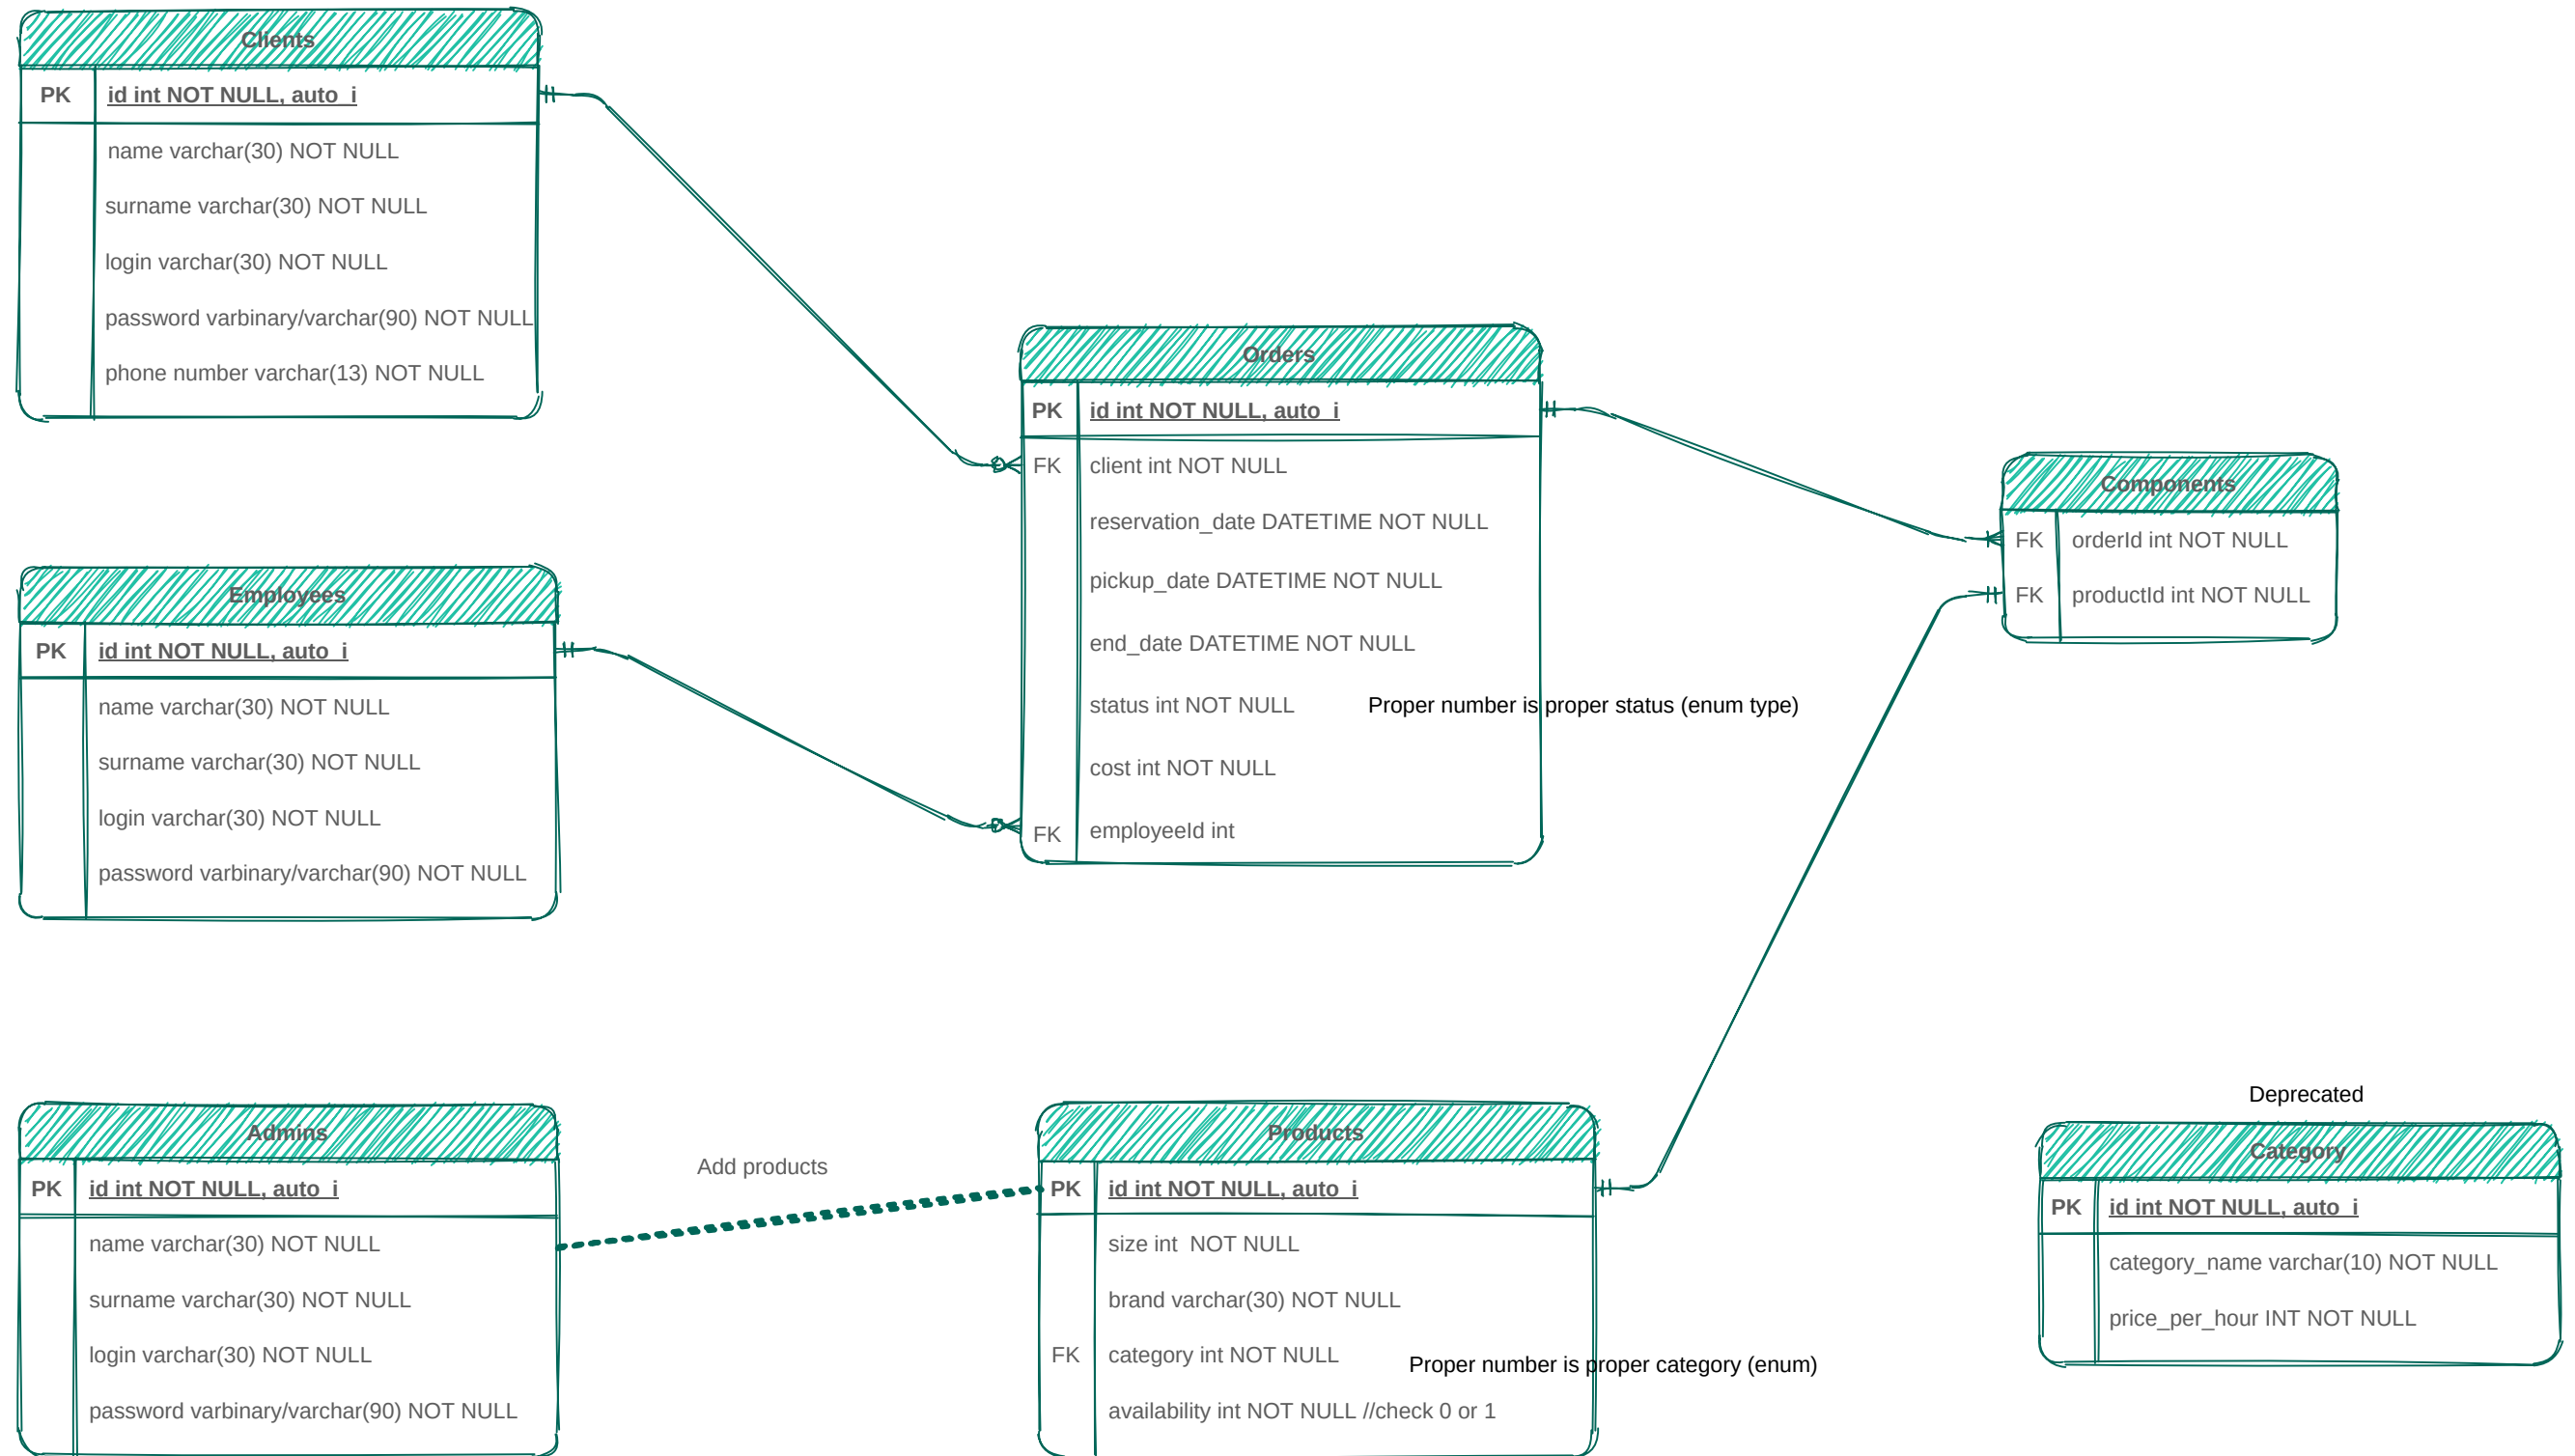 Clients
PK id int NOT NULL, auto_i
name varchar(30) NOT NULL
surname varchar(30) NOT NULL
login varchar(30) NOT NULL
password varbinary/varchar(90) NOT NULL
phone number varchar(13) NOT NULL
Orders
PK id int NOT NULL, auto_i
FK client int NOT NULL
reservation_date DATETIME NOT NULL
pickup_date DATETIME NOT NULL
end_date DATETIME NOT NULL
status int NOT NULL Proper number is proper status (enum type)
cost int NOT NULL
FK employeeId int
Components
FK orderId int NOT NULL
FK productId int NOT NULL
Employees
PK id int NOT NULL, auto_i
name varchar(30) NOT NULL
surname varchar(30) NOT NULL
login varchar(30) NOT NULL
password varbinary/varchar(90) NOT NULL
Admins
PK id int NOT NULL, auto_i
name varchar(30) NOT NULL
surname varchar(30) NOT NULL
login varchar(30) NOT NULL
password varbinary/varchar(90) NOT NULL
Add products
Products
PK id int NOT NULL, auto_i
size int NOT NULL
brand varchar(30) NOT NULL
FK category int NOT NULL Proper number is proper category (enum)
availability int NOT NULL //check 0 or 1
Deprecated
Category
PK id int NOT NULL, auto_i
category_name varchar(10) NOT NULL
price_per_hour INT NOT NULL